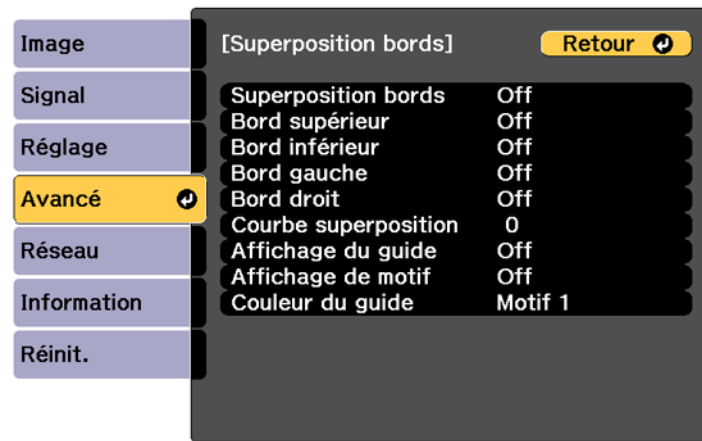 Image
Signal
Réglage
Avancé
Réseau
Information
Réinit.
[Superposition bords]
Retour
Superposition bords Off
Bord supérieur Off
Bord inférieur Off
Bord gauche Off
Bord droit Off
Courbe superposition 0
Affichage du guide Off
Affichage de motif Off
Couleur du guide Motif 1